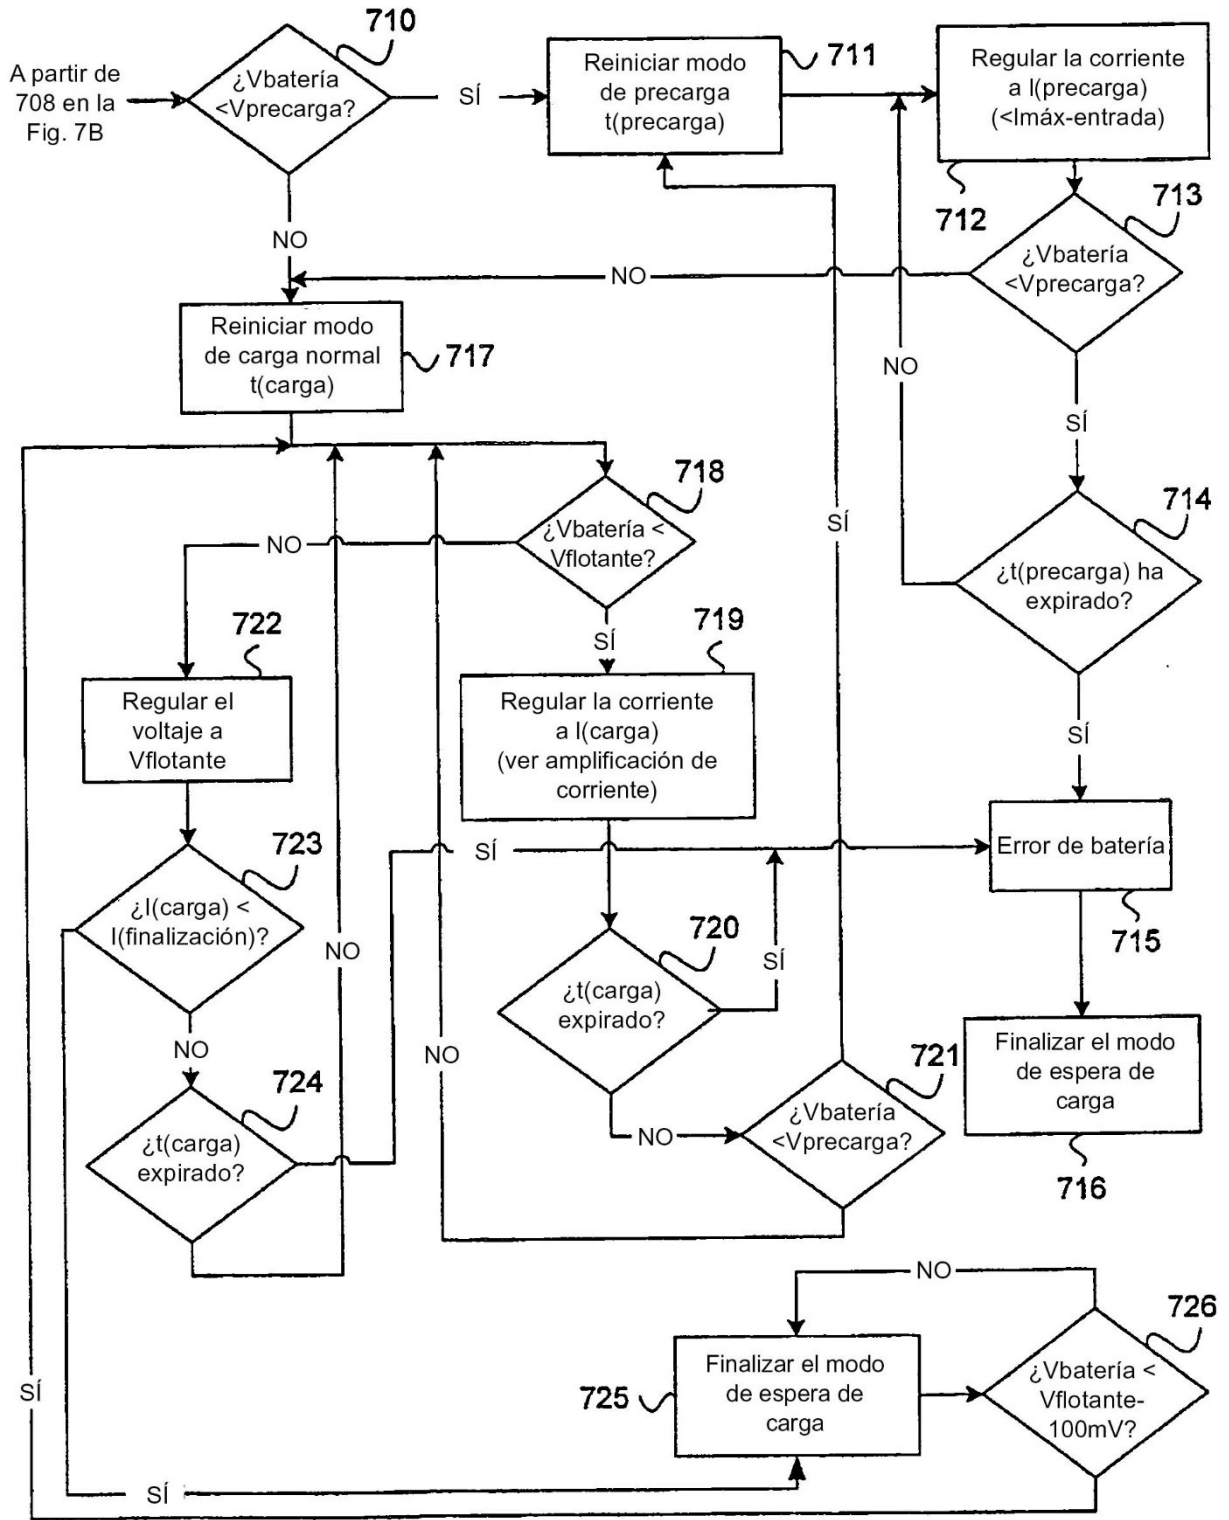 A partir de
708 en la
Fig. 7B
710
¿Vbatería
<Vprecarga?
SÍ
NO
Reiniciar modo
de precarga
t(precarga)
711
Regular la corriente
a I(precarga)
(<Imáx-entrada)
712
713
¿Vbatería
<Vprecarga?
NO
SÍ
NO
Reiniciar modo
de carga normal
t(carga)
717
714
¿t(precarga) ha
expirado?
SÍ
718
¿Vbatería <
Vflotante?
NO
SÍ
SÍ
722
Regular el
voltaje a
Vflotante
719
Regular la corriente
a I(carga)
(ver amplificación de
corriente)
723
¿I(carga) <
I(finalización)?
NO
SÍ
NO
Error de batería
715
720
¿t(carga)
expirado?
SÍ
NO
NO
724
¿t(carga)
expirado?
721
¿Vbatería
<Vprecarga?
Finalizar el modo
de espera de
carga
716
NO
726
¿Vbatería <
Vflotante-
100mV?
Finalizar el modo
de espera de
carga
725
SÍ
SÍ